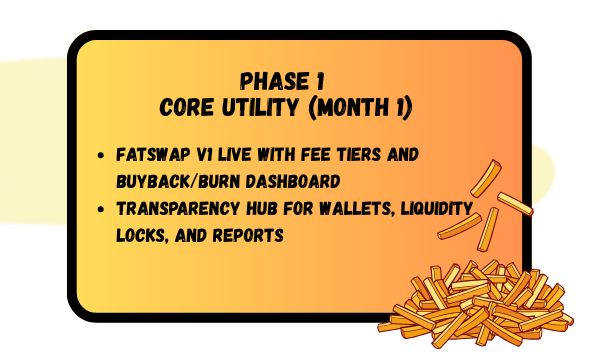 PHASE 1
CORE UTILITY (MONTH 1)
• FATSWAP V1 LIVE WITH FEE TIERS AND
BUYBACK/BURN DASHBOARD
• TRANSPARENCY HUB FOR WALLETS, LIQUIDITY
LOCKS, AND REPORTS